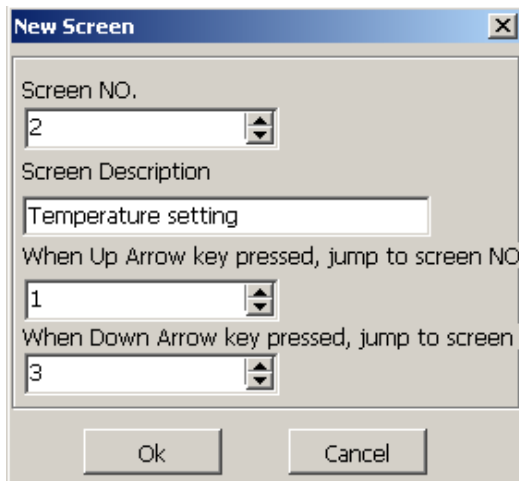 New Screen
Screen NO.
2
Screen Description
Temperature setting
When Up Arrow key pressed, jump to screen NO
1
When Down Arrow key pressed, jump to screen
3
Ok Cancel